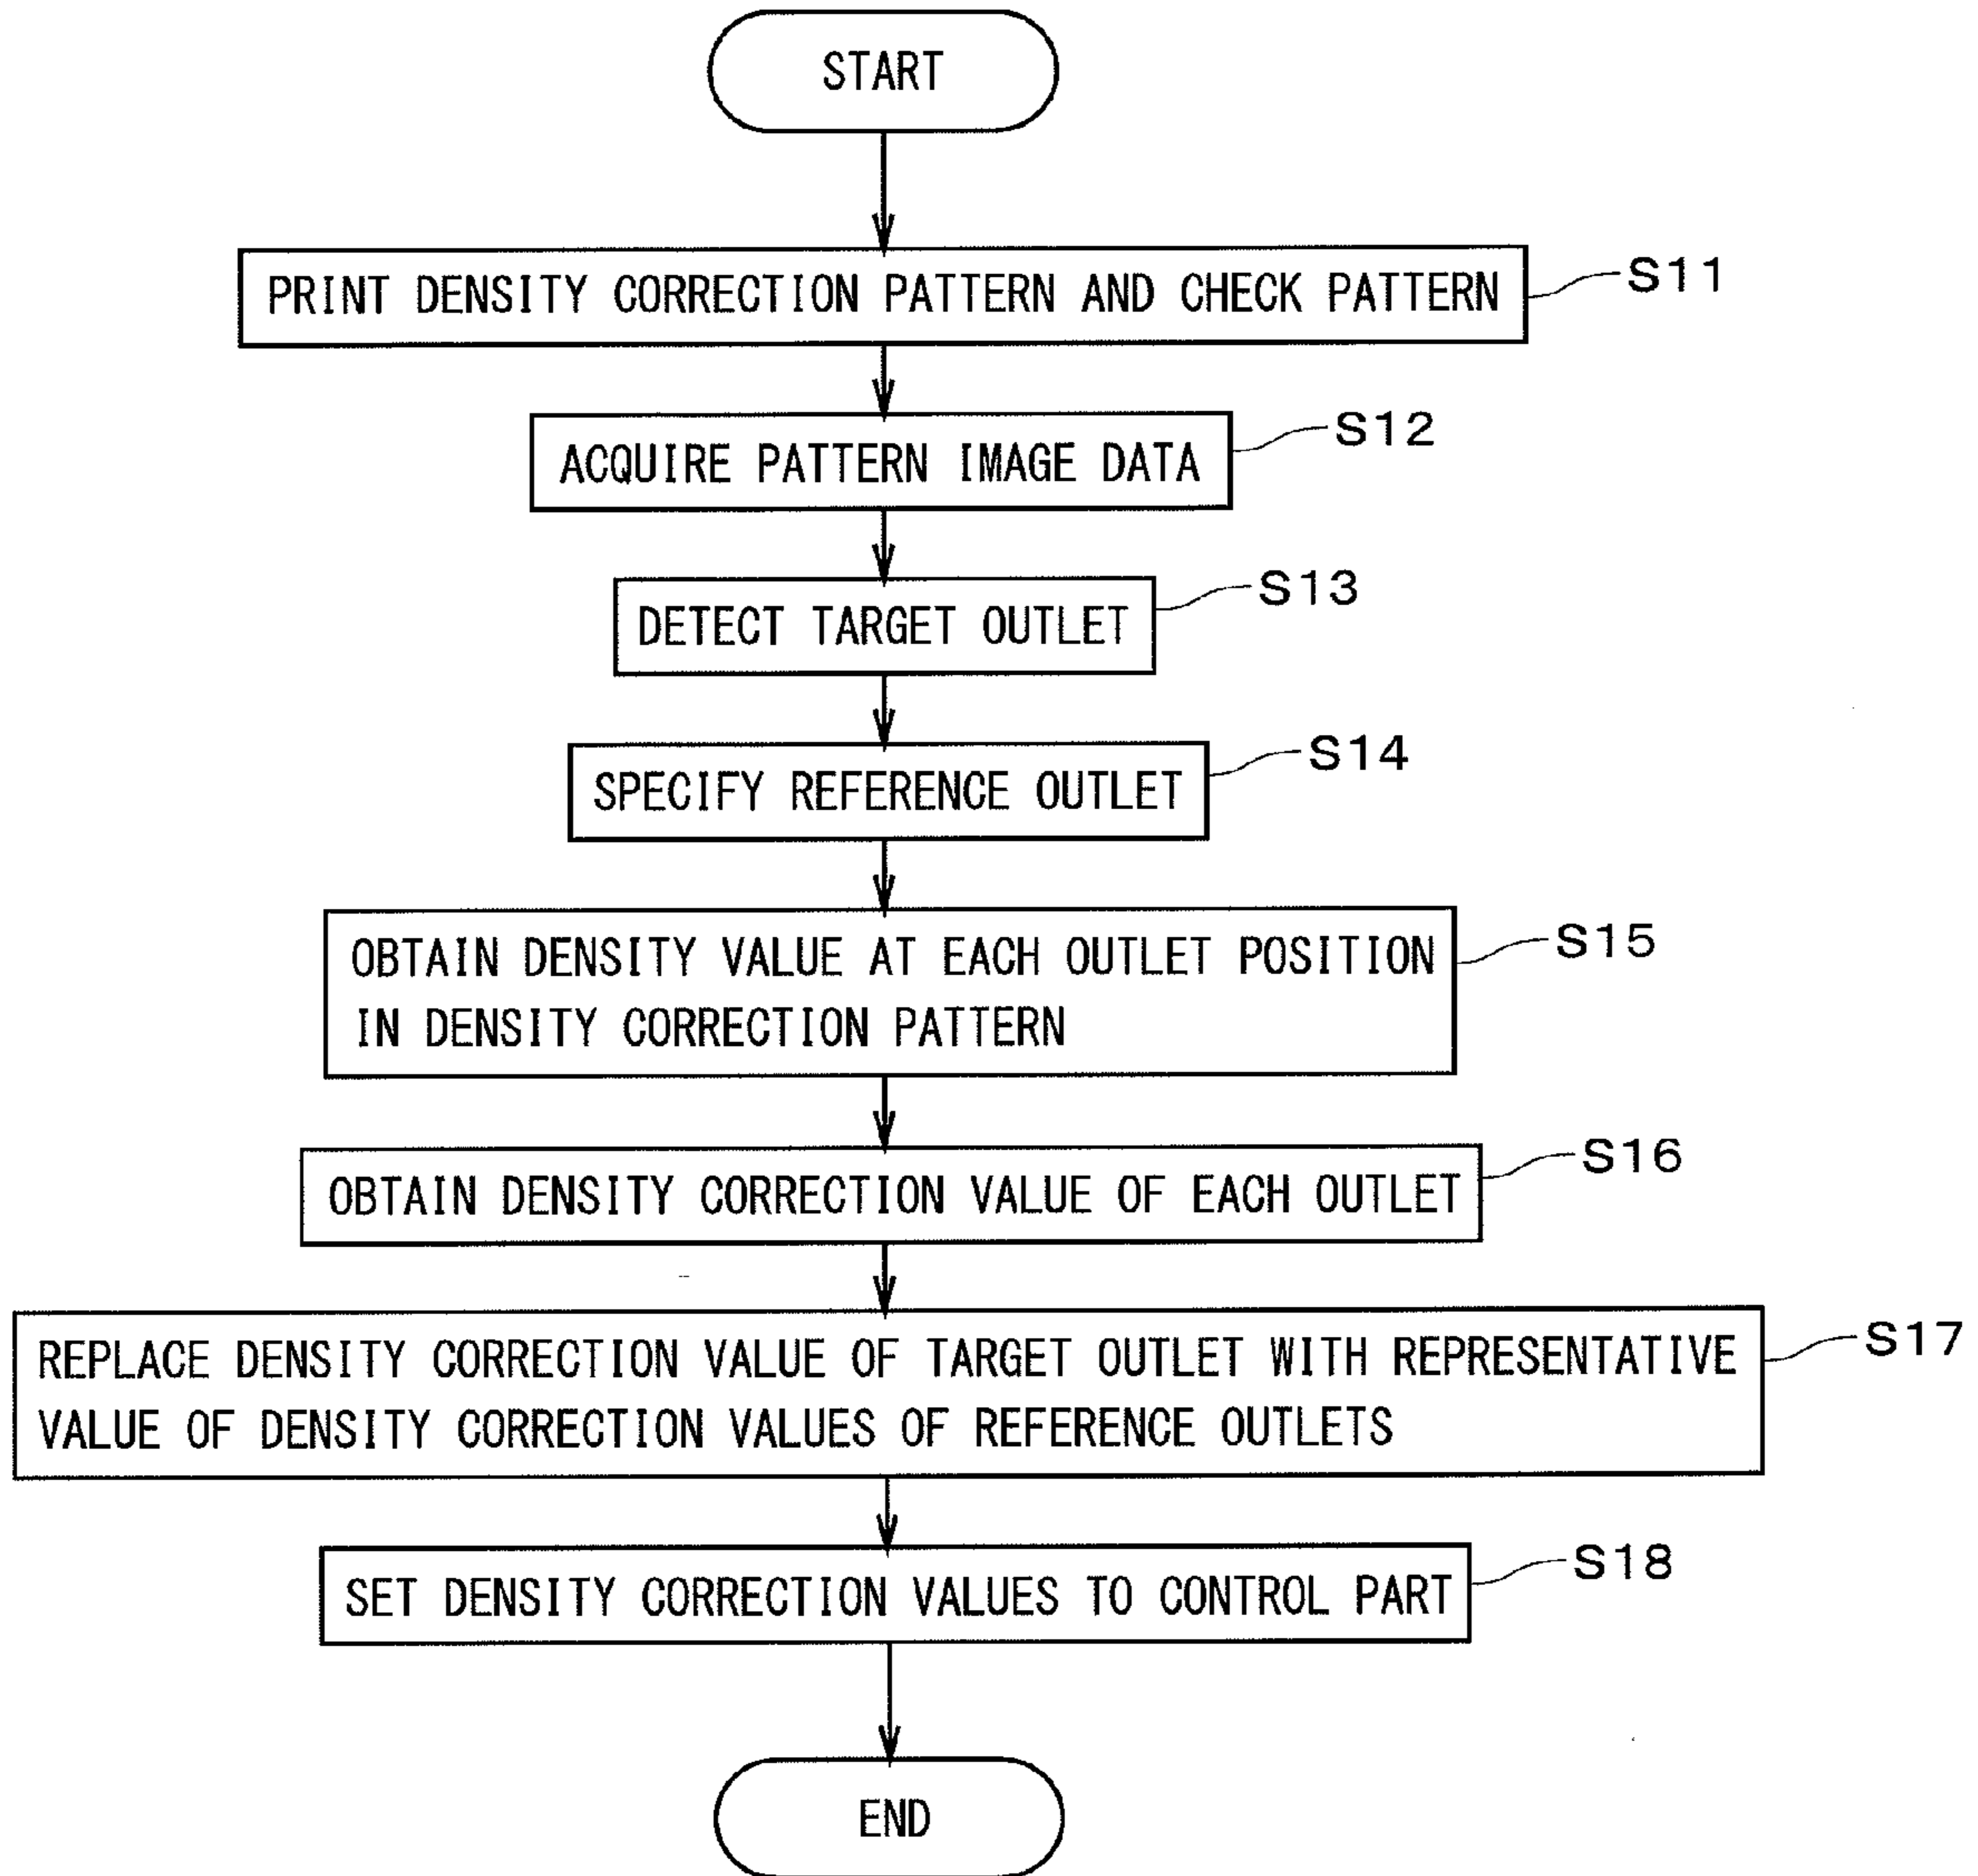 START
PRINT DENSITY CORRECTION PATTERN AND CHECK PATTERN
S11
ACQUIRE PATTERN IMAGE DATA
S12
DETECT TARGET OUTLET
S13
SPECIFY REFERENCE OUTLET
S14
OBTAIN DENSITY VALUE AT EACH OUTLET POSITION
IN DENSITY CORRECTION PATTERN
S15
OBTAIN DENSITY CORRECTION VALUE OF EACH OUTLET
S16
REPLACE DENSITY CORRECTION VALUE OF TARGET OUTLET WITH REPRESENTATIVE
VALUE OF DENSITY CORRECTION VALUES OF REFERENCE OUTLETS
S17
SET DENSITY CORRECTION VALUES TO CONTROL PART
S18
END